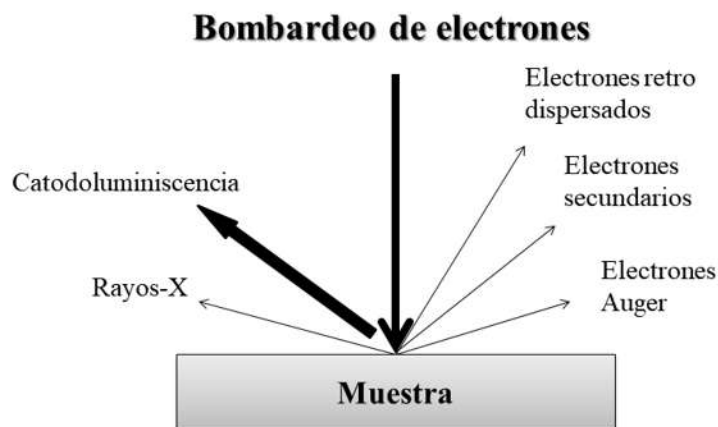 Bombardeo de electrones
Electrones retro
dispersados
Catodoluminiscencia
Electrones
secundarios
Rayos-X
Electrones
Auger
Muestra